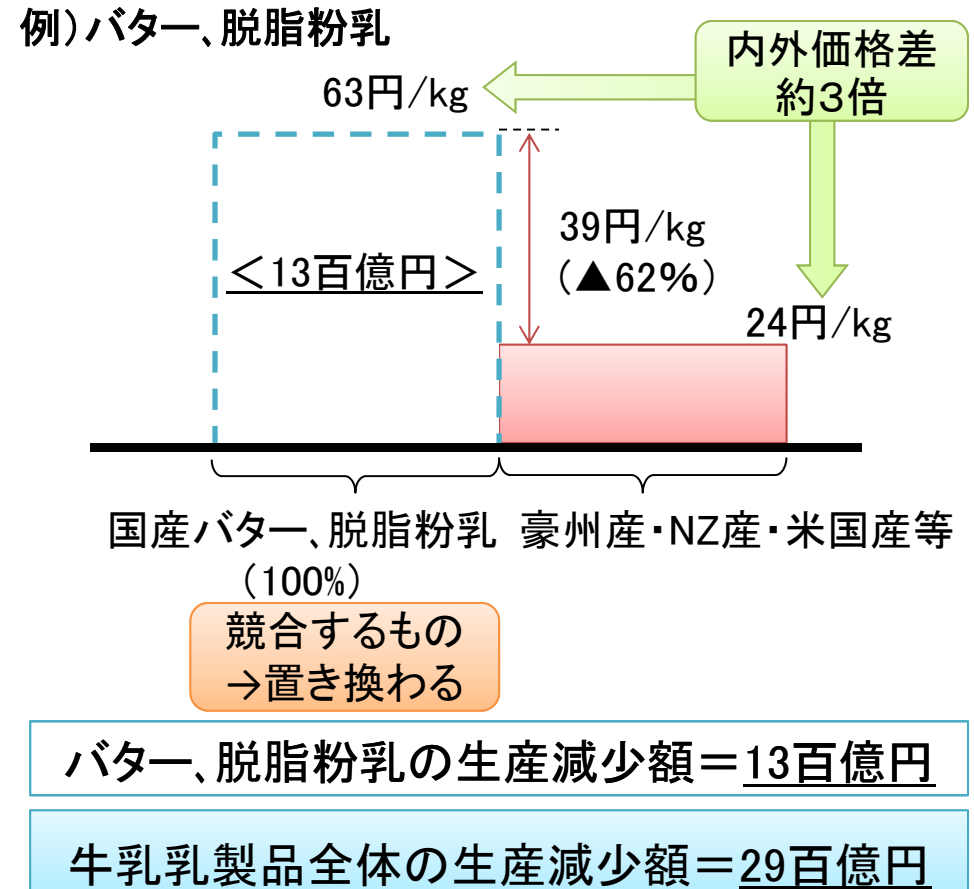 例）バター、脱脂粉乳
内外価格差
約３倍
63円/kg
39円/kg
（▲62%）
＜13百億円＞
24円/kg
国産バター、脱脂粉乳
（100%）
豪州産・NZ産・米国産等
競合するもの
→置き換わる
バター、脱脂粉乳の生産減少額＝13百億円
牛乳乳製品全体の生産減少額＝29百億円